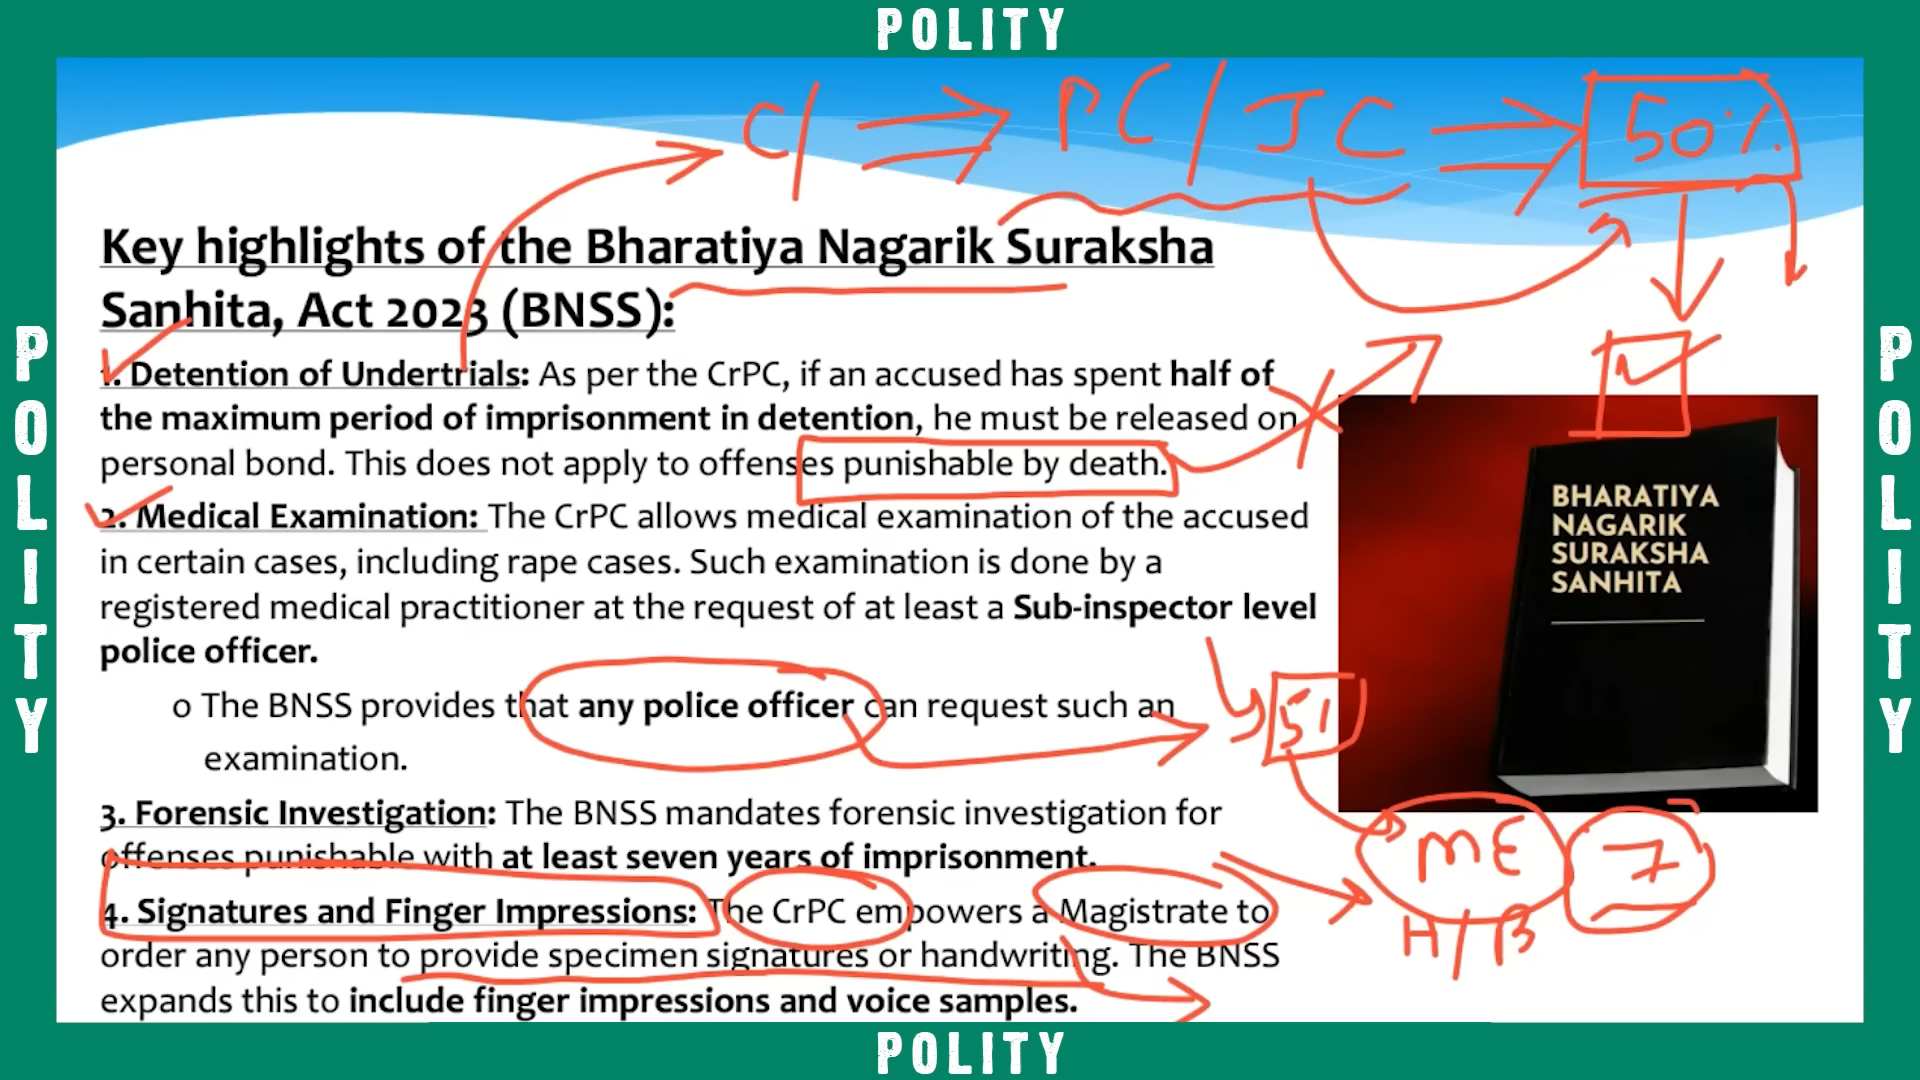 POLITY
C/ ⇒ PC/JC ⇒ 50%
Key highlights of the Bharatiya Nagarik Suraksha
Sanhita, Act 2023 (BNSS):
1. Detention of Undertrials: As per the CrPC, if an accused has spent half of
the maximum period of imprisonment in detention, he must be released on
personal bond. This does not apply to offenses punishable by death.
2. Medical Examination: The CrPC allows medical examination of the accused
in certain cases, including rape cases. Such examination is done by a
registered medical practitioner at the request of at least a Sub-inspector level
police officer.
o The BNSS provides that any police officer can request such an
examination.
3. Forensic Investigation: The BNSS mandates forensic investigation for
offenses punishable with at least seven years of imprisonment.
4. Signatures and Finger Impressions: The CrPC empowers a Magistrate to
order any person to provide specimen signatures or handwriting. The BNSS
expands this to include finger impressions and voice samples.
BHARATIYA
NAGARIK
SURAKSHA
SANHITA
51
ME 7
H/B
POLITY
POLITY
POLITY